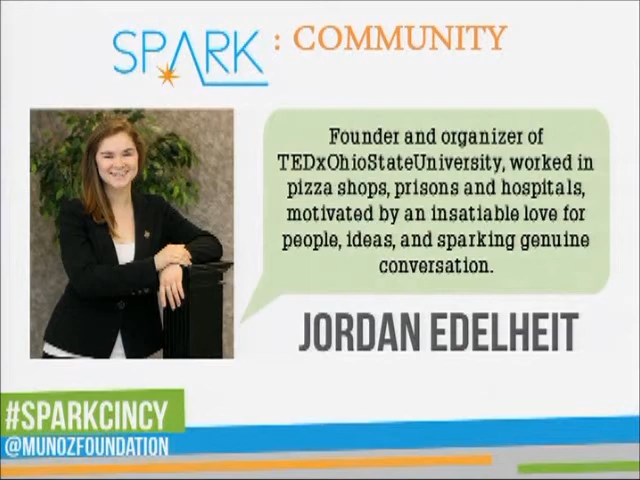 SPARK : COMMUNITY
Founder and organizer of
TEDxOhioStateUniversity, worked in
pizza shops, prisons and hospitals,
motivated by an insatiable love for
people, ideas, and sparking genuine
conversation.
JORDAN EDELHEIT
#SPARKCINCY
@MUNOZFOUNDATION